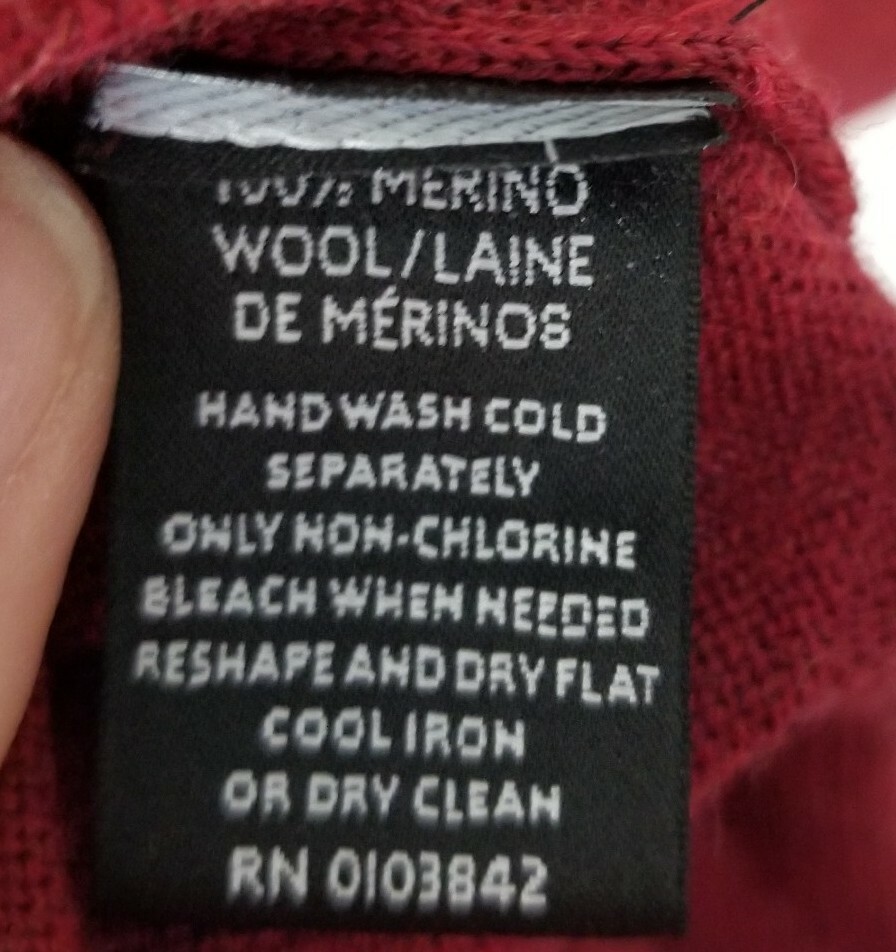 100% MERINO
WOOL/LAINE
DE MÉRINOS
HAND WASH COLD
SEPARATELY
ONLY NON-CHLORINE
BLEACH WHEN NEEDED
RESHAPE AND DRY FLAT
COOL IRON
OR DRY CLEAN
RN 0103842